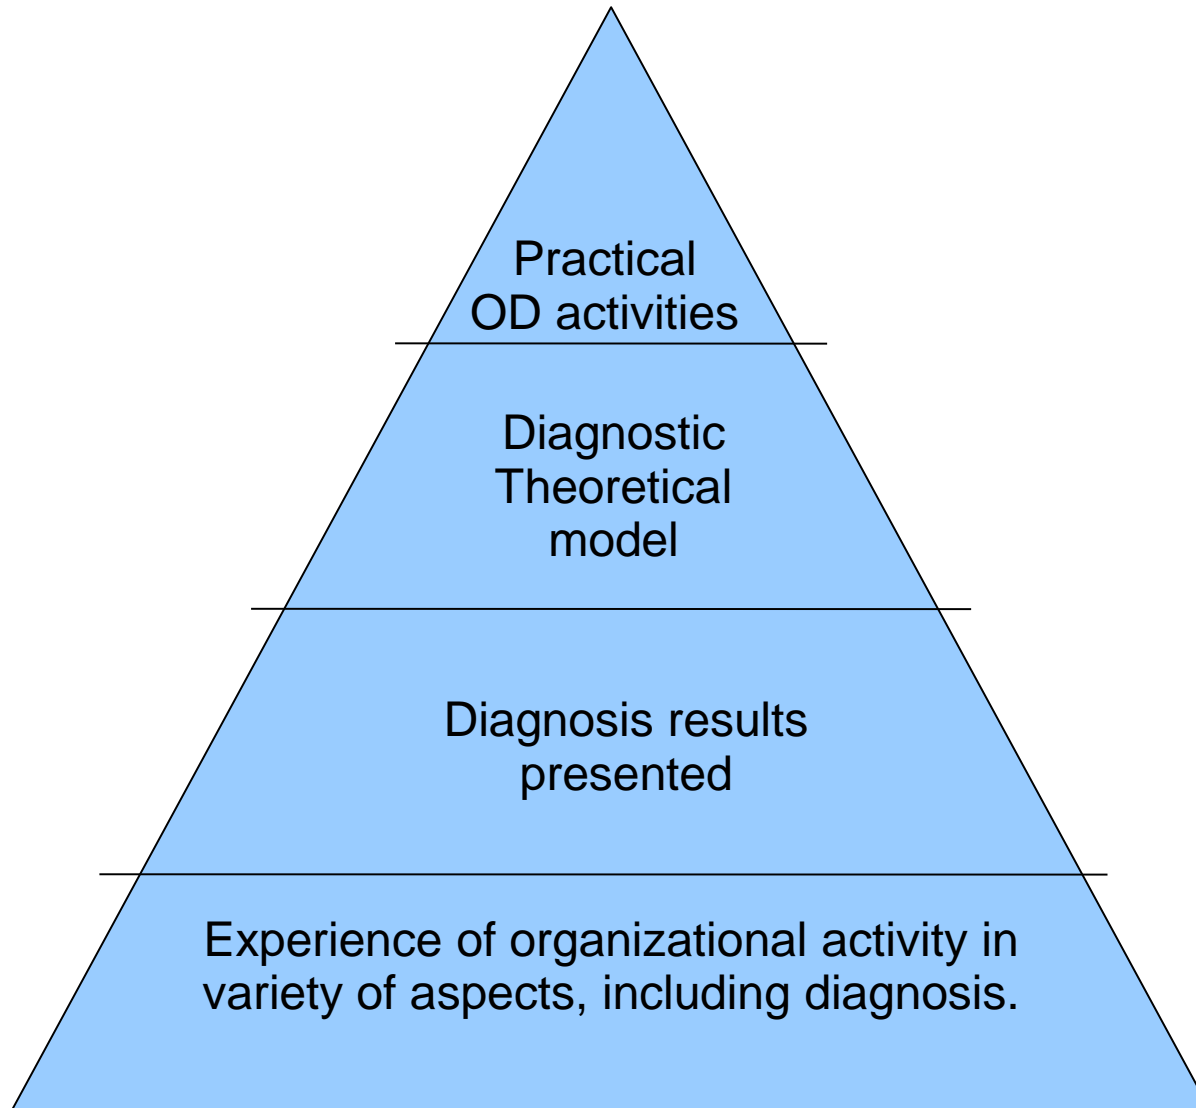 Practical
OD activities
Diagnostic
Theoretical
model
Diagnosis results
presented
Experience of organizational activity in
variety of aspects, including diagnosis.